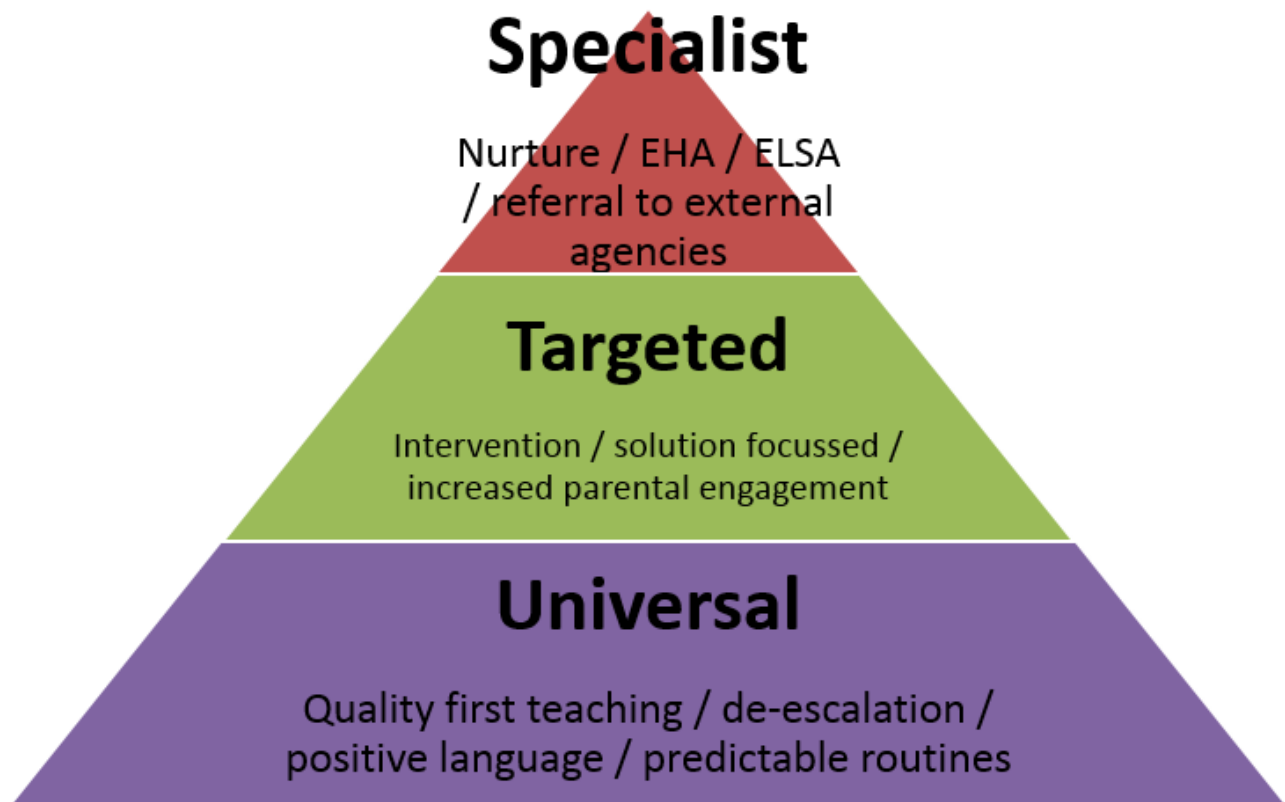 Specialist
Nurture / EHA / ELSA
/ referral to external
agencies
Targeted
Intervention / solution focussed /
increased parental engagement
Universal
Quality first teaching / de-escalation /
positive language / predictable routines